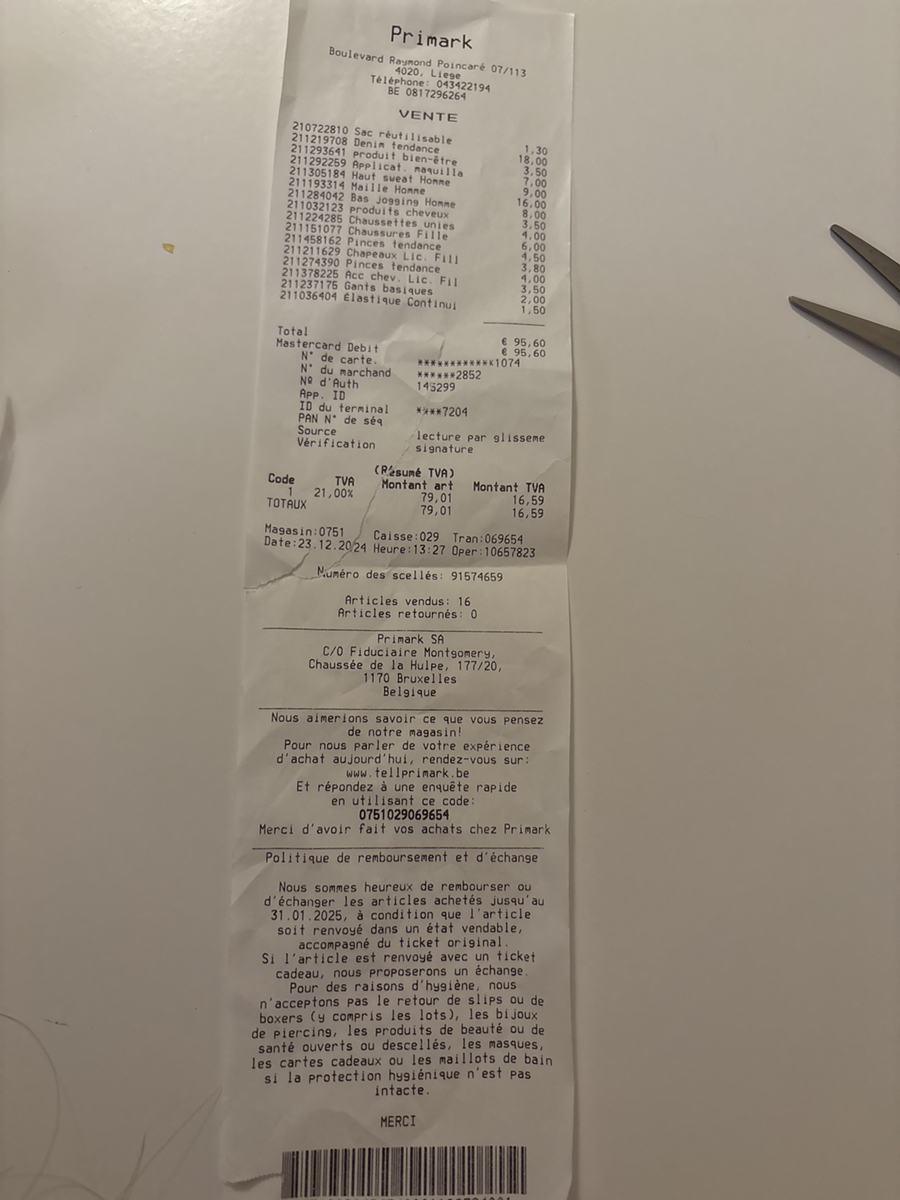 Primark
Boulevard Raymond Poincaré 07/113
4020, Liege
Téléphone: 043422194
BE 0817296264
VENTE
210722810 Sac réutilisable 1,30
211219708 Denim tendance 18,00
211293641 produit bien-être 3,50
211292259 Applicat. maquilla 7,00
211305184 Haut sweat Homme 9,00
211193314 Maille Homme 16,00
211284042 Bas jogging Homme 8,00
211032123 produits cheveux 3,50
211224285 Chaussettes unies 4,00
211151077 Chaussures Fille 6,00
211458162 Pinces tendance 4,50
211211629 Chapeaux Lic. Fill 3,80
211274390 Pinces tendance 4,00
211378225 Acc chev. Lic. Fil 3,50
211237175 Gants basiques 2,00
211036404 Élastique Continui 1,50
Total € 95,60
Mastercard Debit € 95,60
N° de carte. ************1074
N° du marchand ******2852
Nº d'Auth 145299
App. ID
ID du terminal ****7204
PAN N° de séq
Source lecture par glisseme
Vérification signature
(Résumé TVA)
Code TVA Montant art Montant TVA
1 21,00% 79,01 16,59
TOTAUX 79,01 16,59
Magasin:0751 Caisse:029 Tran:069654
Date:23.12.2024 Heure:13:27 Oper:10657823
Numéro des scellés: 91574659
Articles vendus: 16
Articles retournés: 0
Primark SA
C/O Fiduciaire Montgomery,
Chaussée de la Hulpe, 177/20,
1170 Bruxelles
Belgique
Nous aimerions savoir ce que vous pensez
de notre magasin!
Pour nous parler de votre expérience
d'achat aujourd'hui, rendez-vous sur:
www.tellprimark.be
Et répondez à une enquête rapide
en utilisant ce code:
0751029069654
Merci d'avoir fait vos achats chez Primark
Politique de remboursement et d'échange
Nous sommes heureux de rembourser ou
d'échanger les articles achetés jusqu'au
31.01.2025, à condition que l'article
soit renvoyé dans un état vendable,
accompagné du ticket original.
Si l'article est renvoyé avec un ticket
cadeau, nous proposerons un échange.
Pour des raisons d'hygiène, nous
n'acceptons pas le retour de slips ou de
boxers (y compris les lots), les bijoux
de piercing, les produits de beauté ou de
santé ouverts ou descellés, les masques,
les cartes cadeaux ou les maillots de bain
si la protection hygiénique n'est pas
intacte.
MERCI